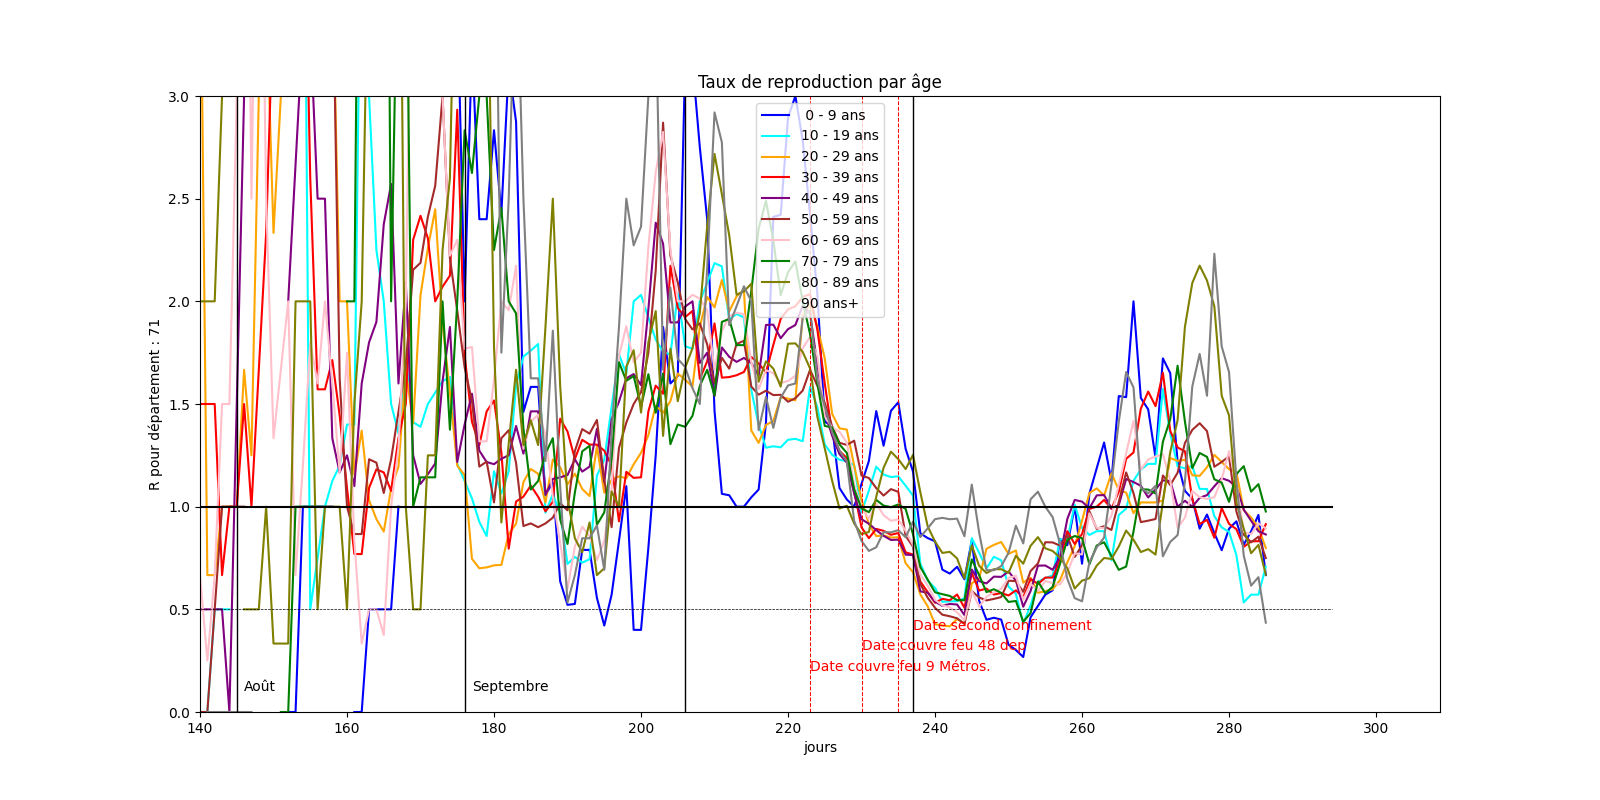 Taux de reproduction par âge
R pour département : 71
3.0
2.5
2.0
1.5
1.0
0.5
0.0
0 - 9 ans
10 - 19 ans
20 - 29 ans
30 - 39 ans
40 - 49 ans
50 - 59 ans
60 - 69 ans
70 - 79 ans
80 - 89 ans
90 ans+
Date second confinement
Date couvre feu 48 dep
Date couvre feu 9 Métros.
Août
Septembre
140 160 180 200 220 240 260 280 300
jours